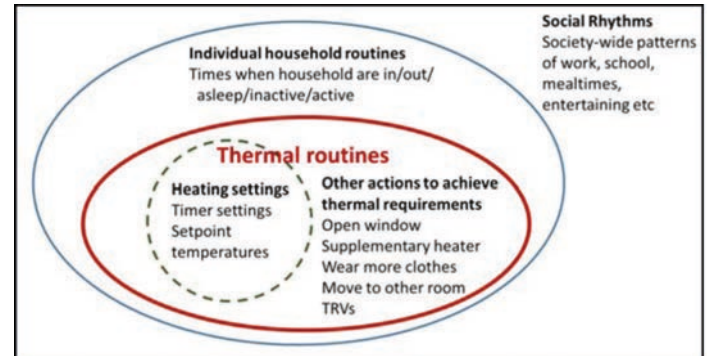 Social Rhythms
Society-wide patterns
of work, school,
mealtimes,
entertaining etc
Individual household routines
Times when household are in/out/
asleep/inactive/active
Thermal routines
Heating settings
Timer settings
Setpoint
temperatures
Other actions to achieve
thermal requirements
Open window
Supplementary heater
Wear more clothes
Move to other room
TRVs